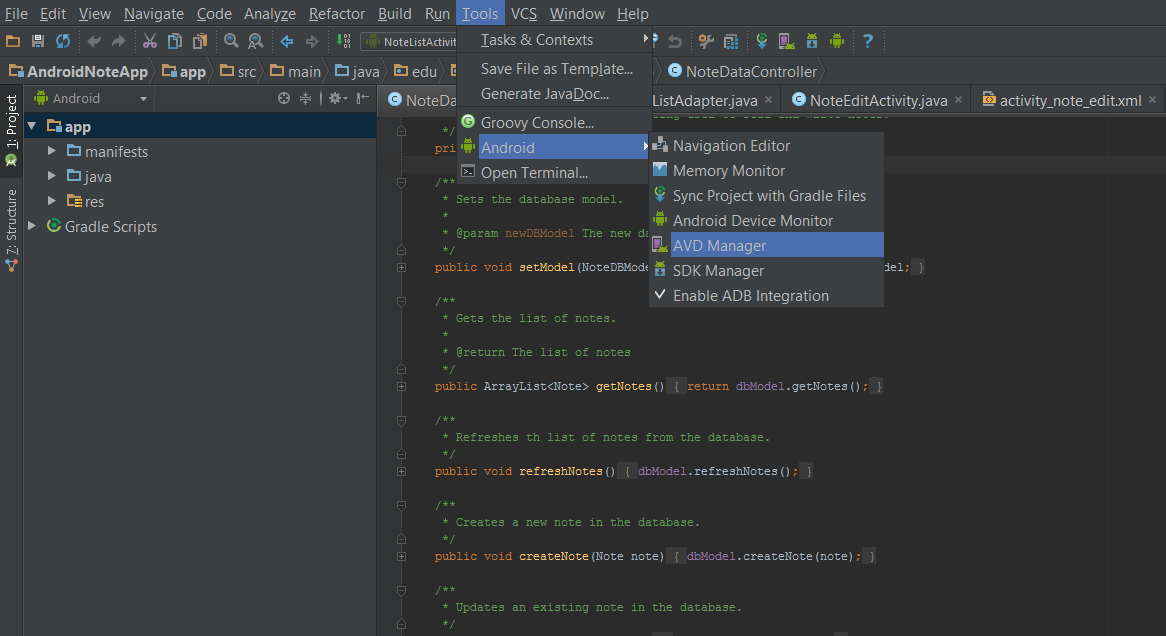 File Edit View Navigate Code Analyze Refactor Build Run Tools VCS Window Help
NoteListActivit
AndroidNoteApp app src main java edu NoteDataController
Android
NoteDa ListAdapter.java NoteEditActivity.java activity_note_edit.xml
1: Project
7: Structure
app
manifests
java
res
Gradle Scripts
Tasks & Contexts
Save File as Template...
Generate JavaDoc...
Groovy Console...
Android
Open Terminal...
Navigation Editor
Memory Monitor
Sync Project with Gradle Files
Android Device Monitor
AVD Manager
SDK Manager
Enable ADB Integration
*/
pri
/**
* Sets the database model.
*
* @param newDBModel The new da
*/
public void setModel(NoteDBMode del; }
/**
* Gets the list of notes.
*
* @return The list of notes
*/
public ArrayList<Note> getNotes() { return dbModel.getNotes(); }
/**
* Refreshes th list of notes from the database.
*/
public void refreshNotes() { dbModel.refreshNotes(); }
/**
* Creates a new note in the database.
*/
public void createNote(Note note) { dbModel.createNote(note); }
/**
* Updates an existing note in the database.
*/